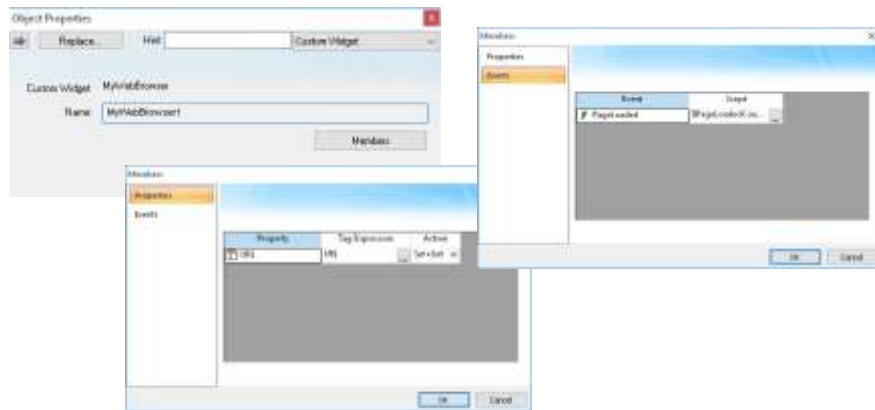 Object Properties
Replace... Hint: Custom Widget
Custom Widget: MyWebBrowser
Name: MyWebBrowser1
Members
Members
Properties
Events
Property Tag/Expression Action
URL Set+Get
OK Cancel
Members
Properties
Events
Event Script
PageLoaded
OK Cancel